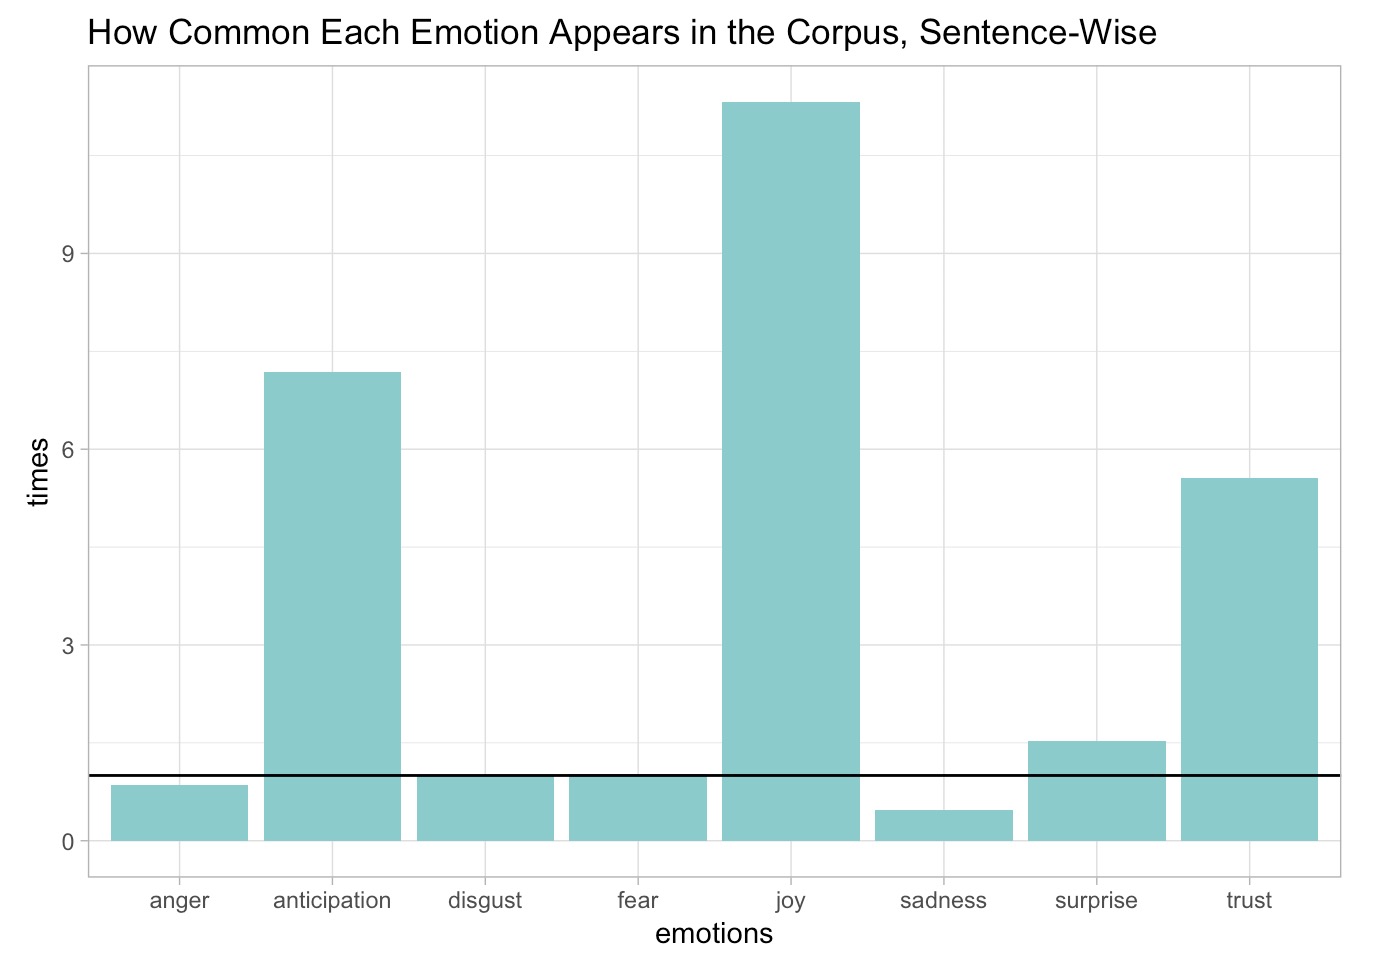 How Common Each Emotion Appears in the Corpus, Sentence-Wise
times
9
6
3
0
anger anticipation disgust fear joy sadness surprise trust
emotions